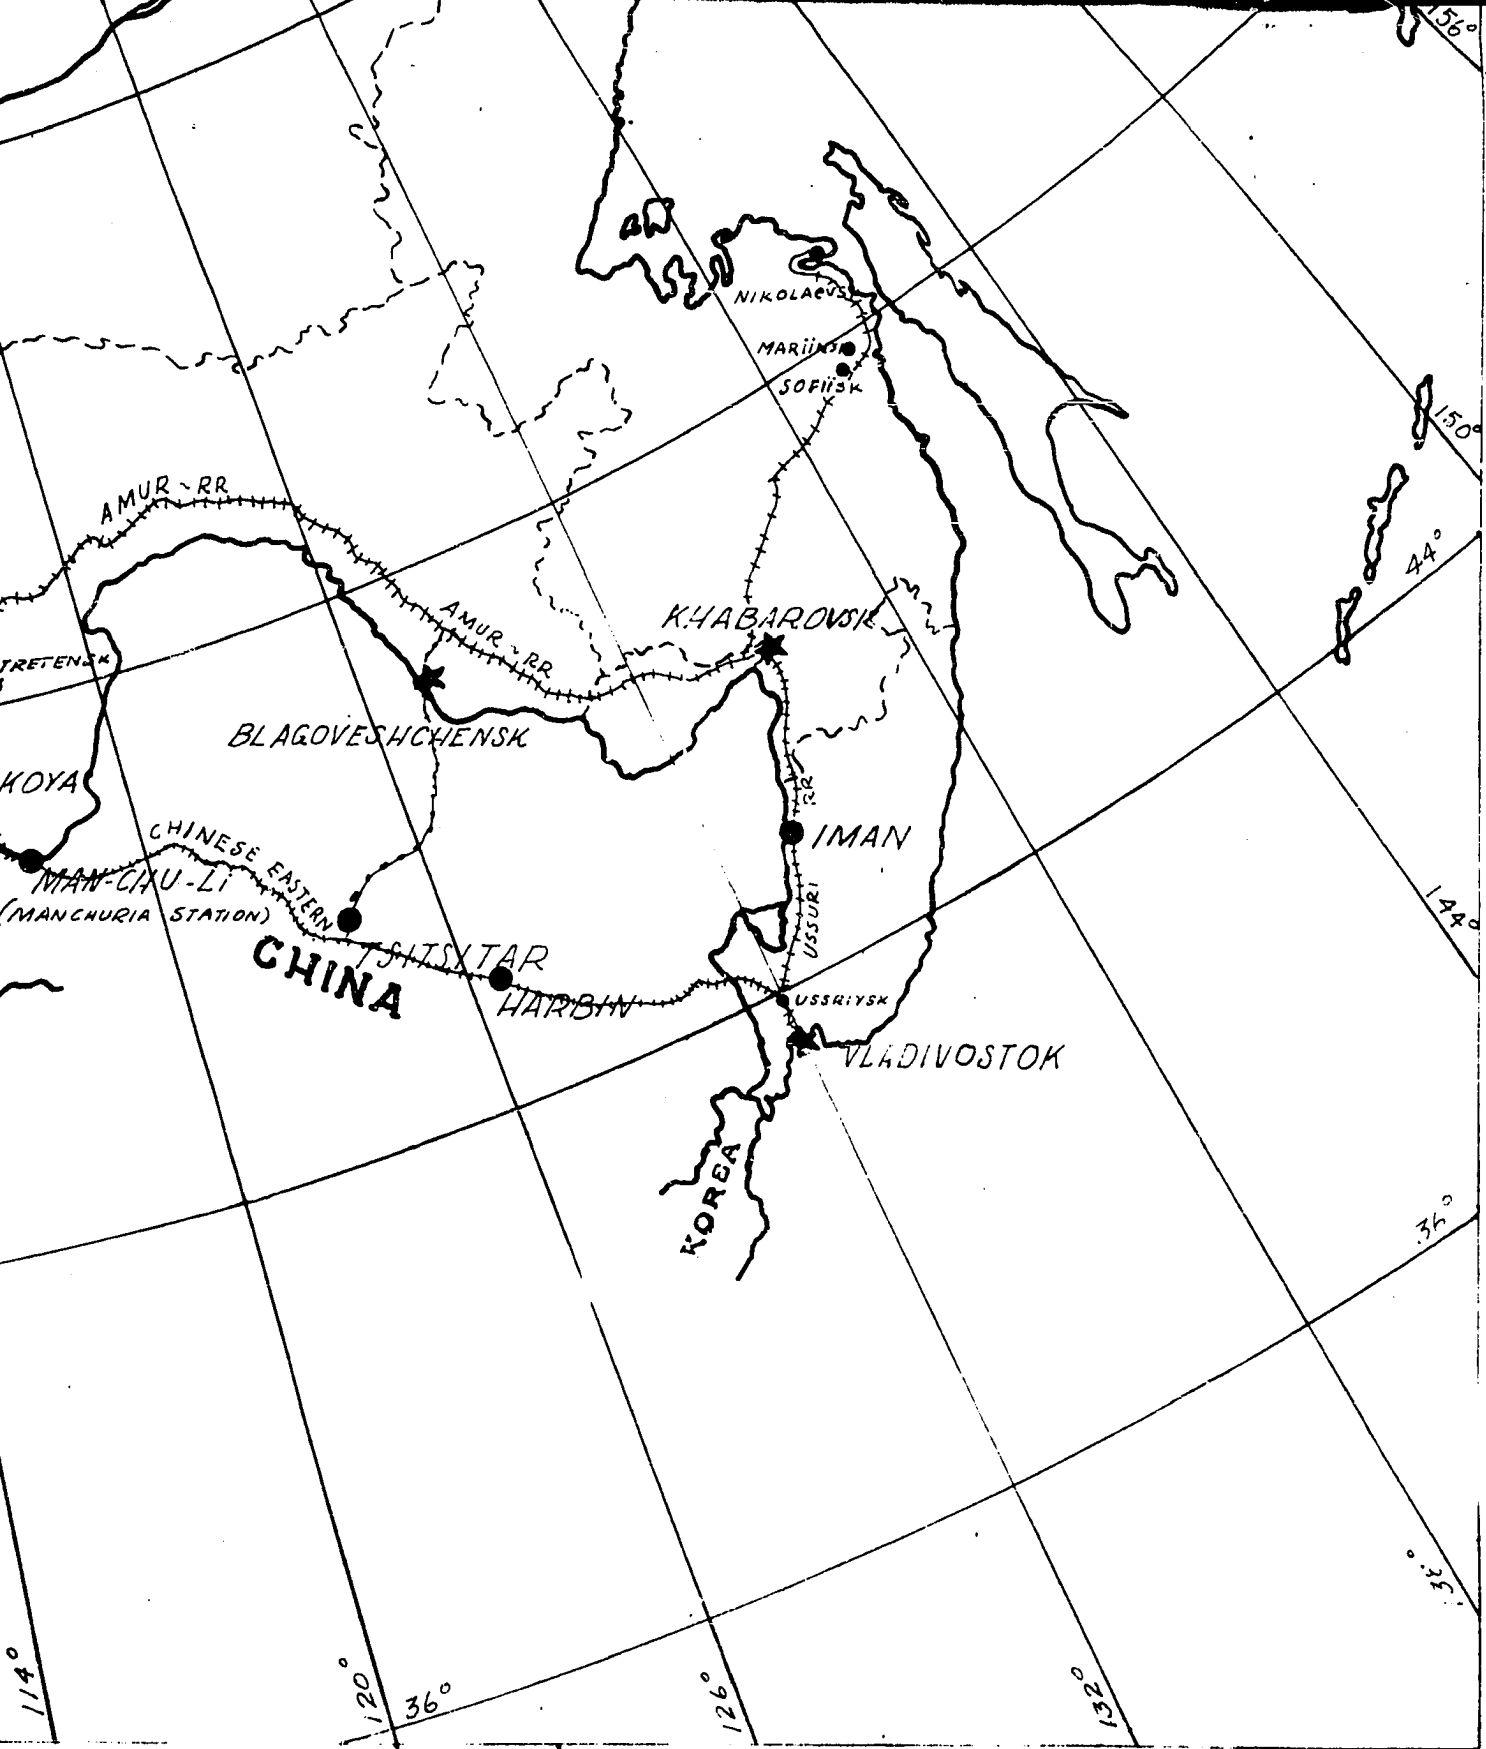 156°
NIKOLAEVS
MARIINSK
SOFIISK
150°
AMUR-RR
44°
AMUR-RR
KHABAROVSK
TRETENSK
BLAGOVESHCHENSK
KOYA
RR
IMAN
CHINESE EASTERN
MAN-CHU-Li
(MANCHURIA STATION)
USSURI
144°
TSITSITAR
CHINA
HARBIN
USSRIYSK
VLADIVOSTOK
KOREA
36°
114°
120°
36°
126°
132°